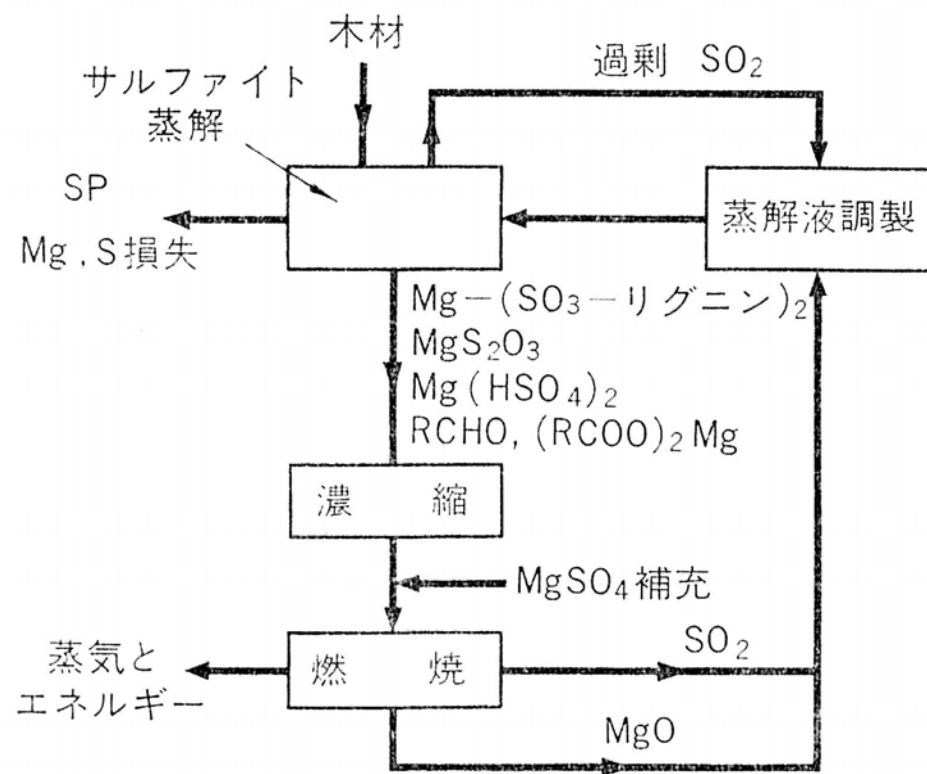 木材
過剰 SO₂
サルファイト
蒸解
SP
Mg, S損失
蒸解液調製
Mg−(SO₃−リグニン)₂
MgS₂O₃
Mg(HSO₄)₂
RCHO, (RCOO)₂Mg
濃 縮
MgSO₄補充
燃 焼
SO₂
蒸気と
エネルギー
MgO